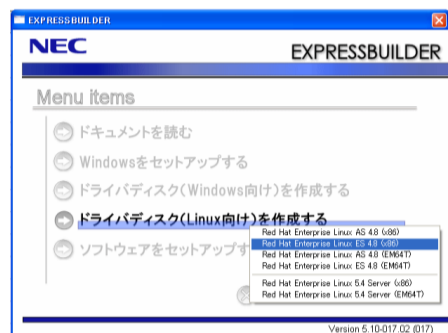 EXPRESSBUILDER
NEC
EXPRESSBUILDER
Menu items
ドキュメントを読む
Windowsをセットアップする
ドライバディスク(Windows向け)を作成する
ドライバディスク(Linux向け)を作成する
Red Hat Enterprise Linux AS 4.8 (x86)
Red Hat Enterprise Linux ES 4.8 (x86)
Red Hat Enterprise Linux AS 4.8 (EM64T)
Red Hat Enterprise Linux ES 4.8 (EM64T)
Red Hat Enterprise Linux 5.4 Server (x86)
Red Hat Enterprise Linux 5.4 Server (EM64T)
ソフトウェアをセットアップす
Version 5.10-017.02 (017)